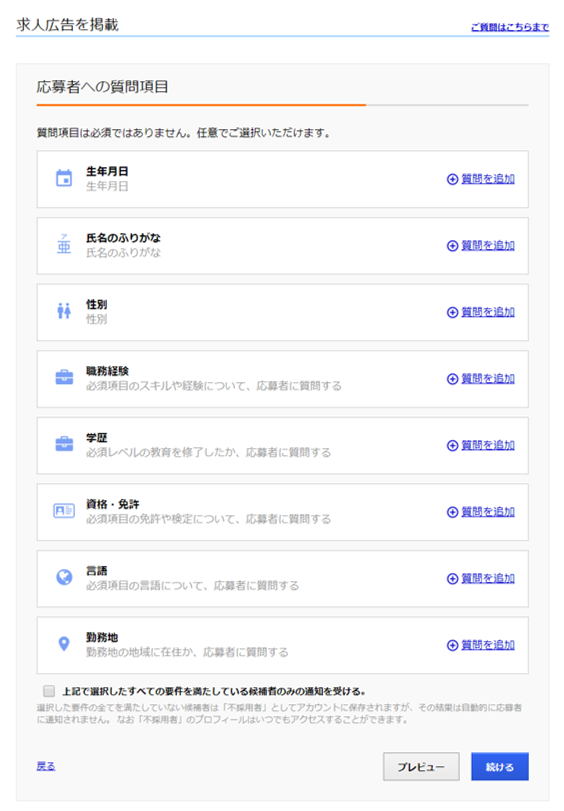 求人広告を掲載
ご質問はこちらまで
応募者への質問項目
質問項目は必須ではありません。任意でご選択いただけます。
生年月日
生年月日
質問を追加
氏名のふりがな
氏名のふりがな
質問を追加
性別
性別
質問を追加
職務経験
必須項目のスキルや経験について、応募者に質問する
質問を追加
学歴
必須レベルの教育を修了したか、応募者に質問する
質問を追加
資格・免許
必須項目の免許や検定について、応募者に質問する
質問を追加
言語
必須項目の言語について、応募者に質問する
質問を追加
勤務地
勤務地の地域に在住か、応募者に質問する
質問を追加
上記で選択したすべての要件を満たしている候補者のみの通知を受ける。
選択した要件の全てを満たしていない候補者は「不採用者」としてアカウントに保存されますが、その結果は自動的に応募者
に通知されません。 なお「不採用者」のプロフィールはいつでもアクセスすることができます。
戻る
プレビュー
続ける